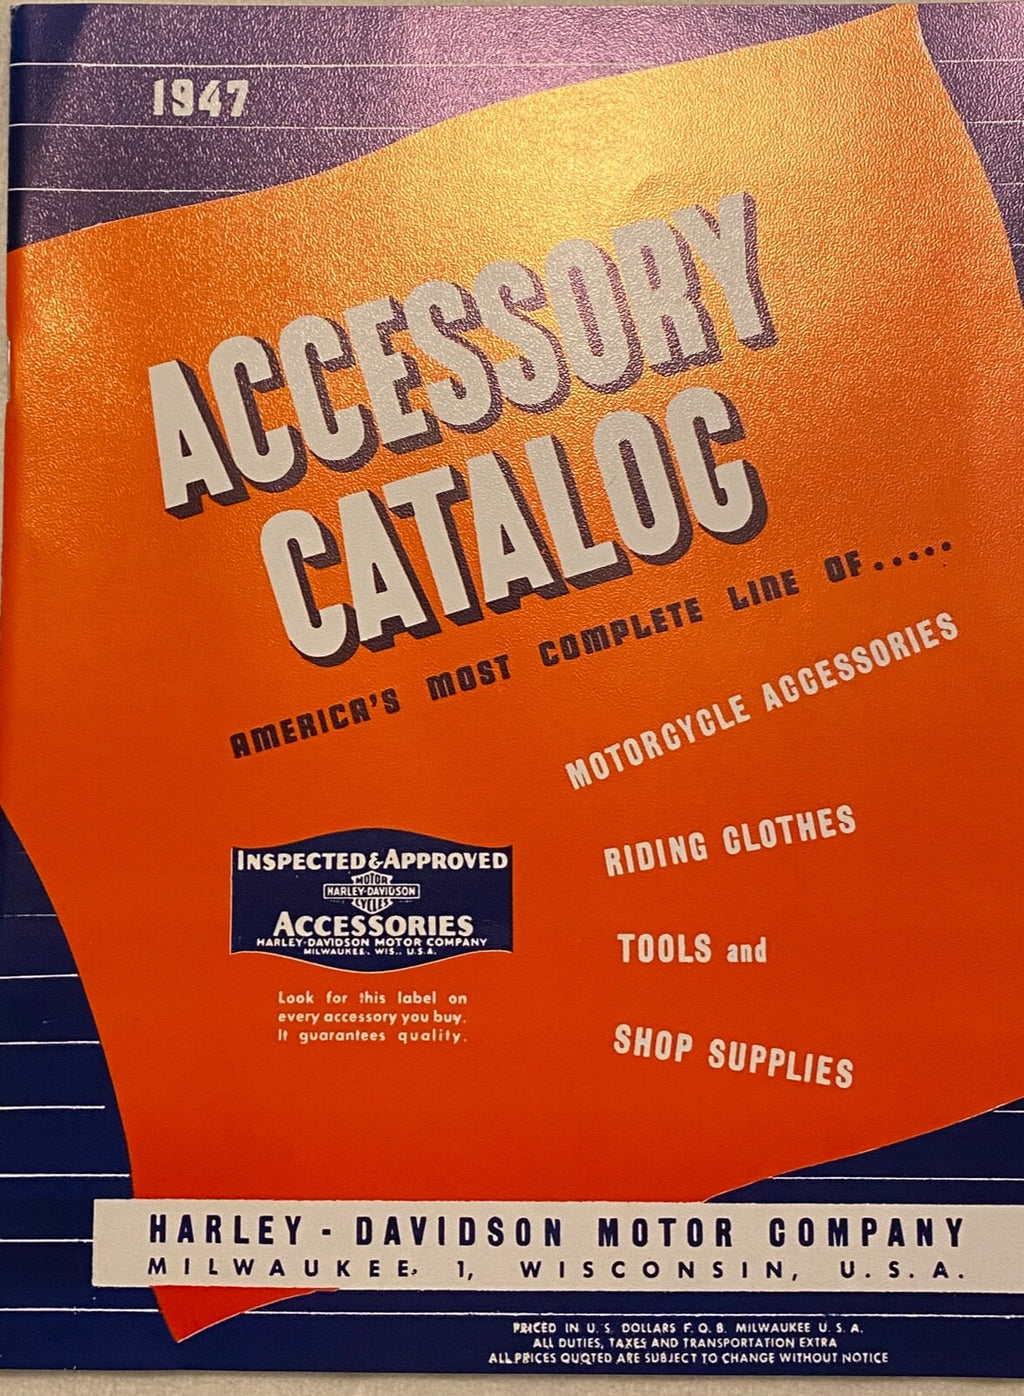 1947
ACCESSORY
CATALOG
AMERICA'S MOST COMPLETE LINE OF.....
MOTORCYCLE ACCESSORIES
RIDING CLOTHES
TOOLS and
SHOP SUPPLIES
INSPECTED & APPROVED
MOTOR
HARLEY-DAVIDSON
CYCLES
ACCESSORIES
HARLEY-DAVIDSON MOTOR COMPANY
MILWAUKEE, WIS., U.S.A.
Look for this label on
every accessory you buy.
It guarantees quality.
HARLEY - DAVIDSON MOTOR COMPANY
MILWAUKEE, 1, WISCONSIN, U.S.A.
PRICED IN U.S. DOLLARS F.O.B. MILWAUKEE U.S.A.
ALL DUTIES, TAXES AND TRANSPORTATION EXTRA
ALL PRICES QUOTED ARE SUBJECT TO CHANGE WITHOUT NOTICE